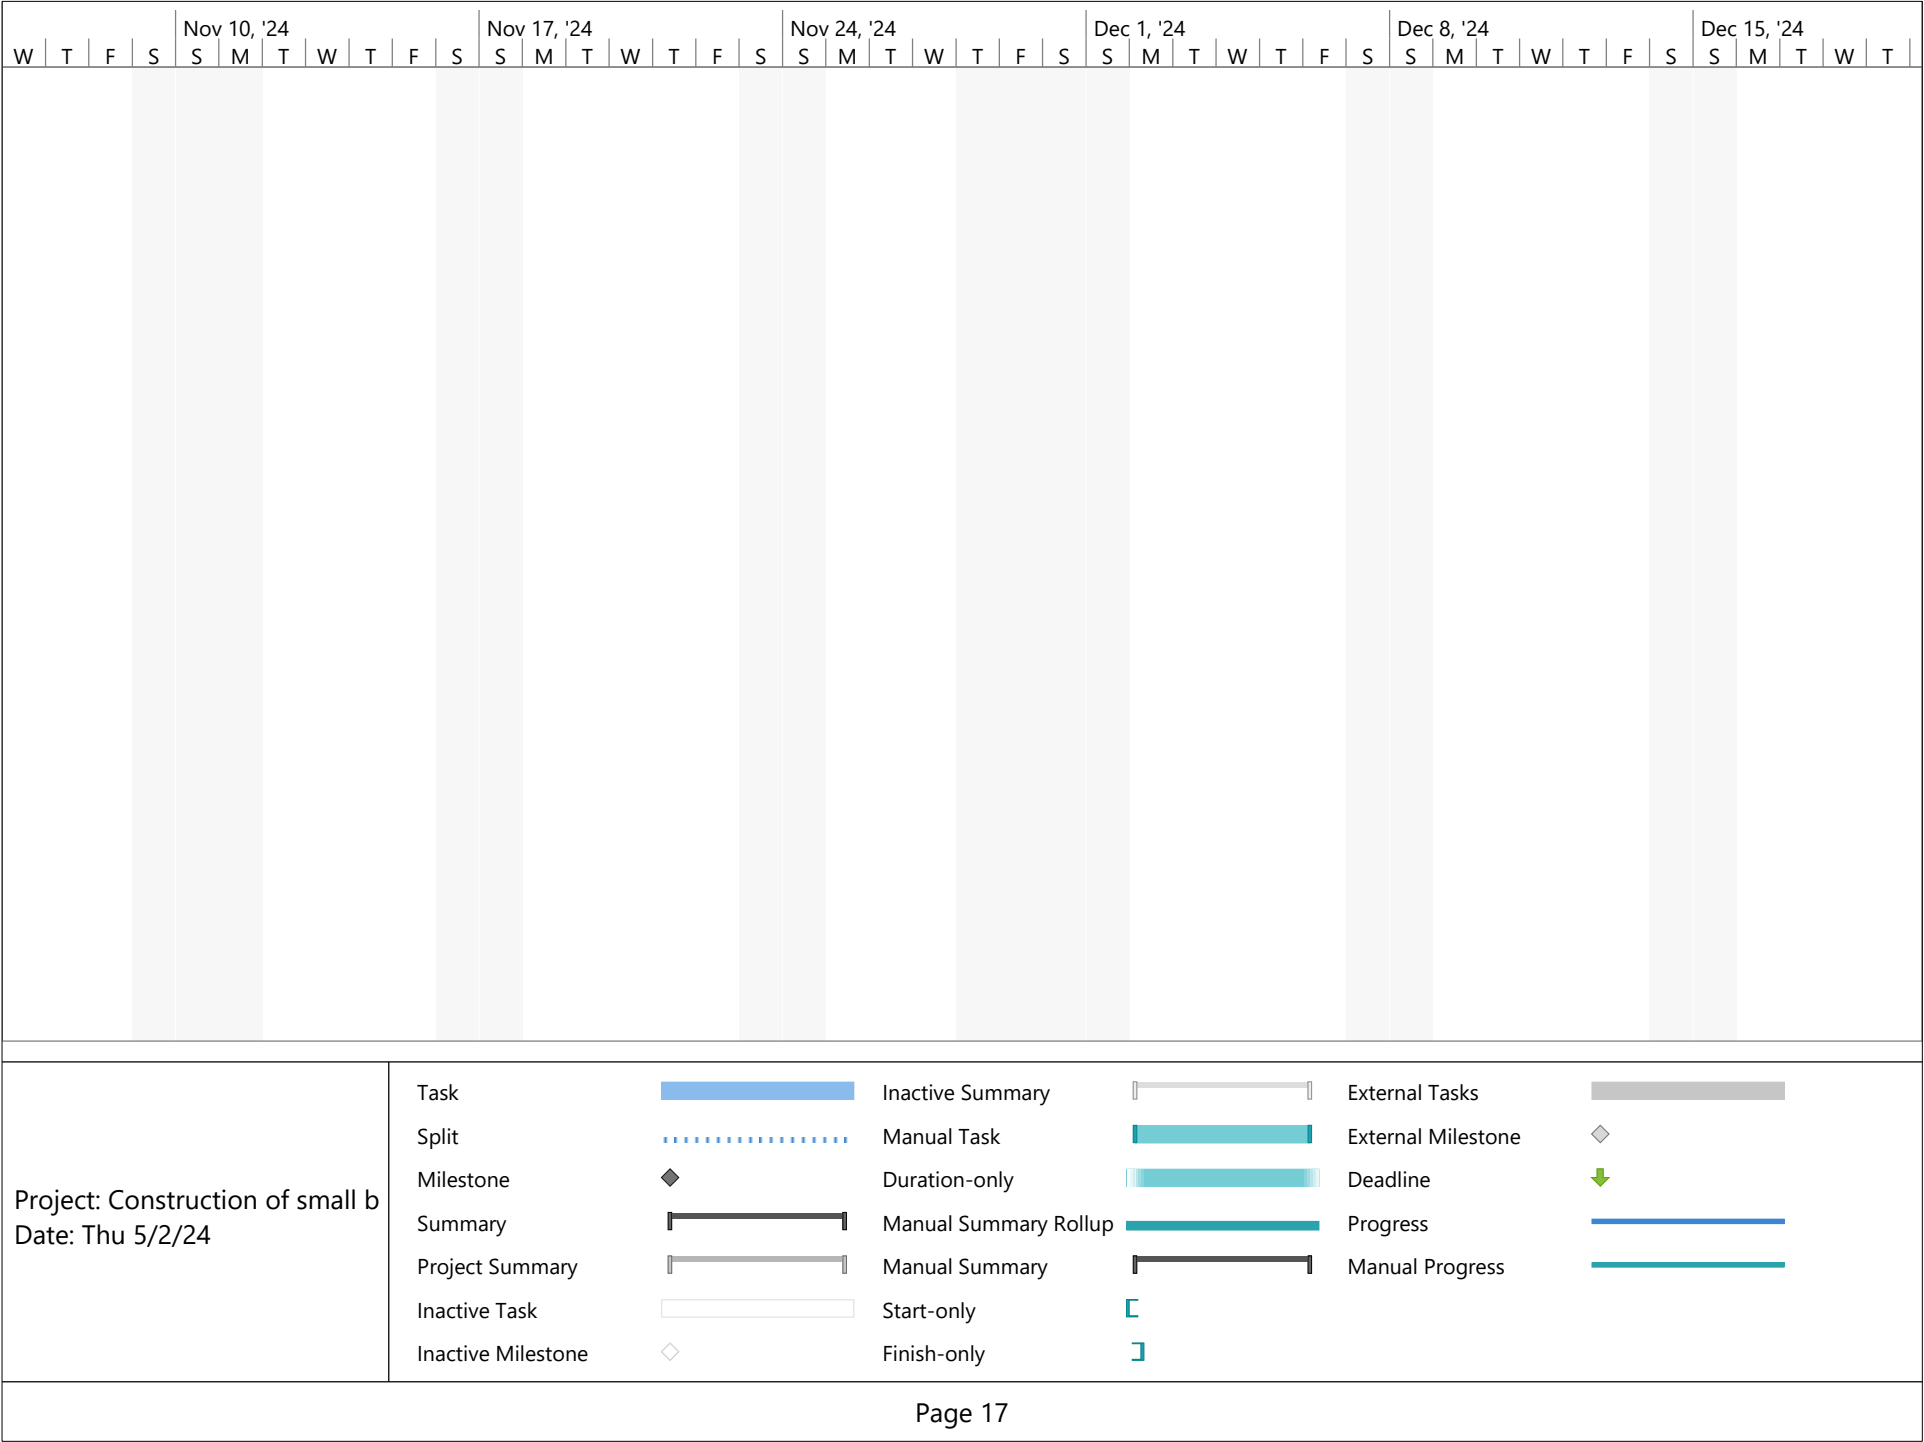 Nov 10, '24 Nov 17, '24 Nov 24, '24 Dec 1, '24 Dec 8, '24 Dec 15, '24
W T F S S M T W T F S S M T W T F S S M T W T F S S M T W T F S S M T W T F S S M T W T
Task Inactive Summary External Tasks
Split Manual Task External Milestone
Milestone Duration-only Deadline
Summary Manual Summary Rollup Progress
Project Summary Manual Summary Manual Progress
Inactive Task Start-only
Inactive Milestone Finish-only
Project: Construction of small b
Date: Thu 5/2/24
Page 17